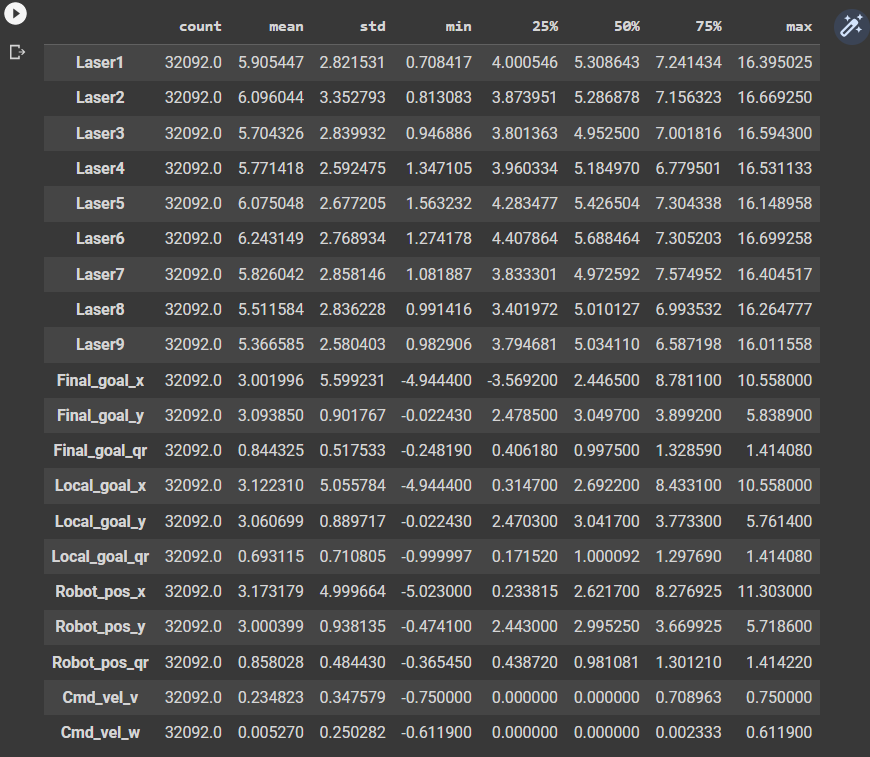 count mean std min 25% 50% 75% max
Laser1 32092.0 5.905447 2.821531 0.708417 4.000546 5.308643 7.241434 16.395025
Laser2 32092.0 6.096044 3.352793 0.813083 3.873951 5.286878 7.156323 16.669250
Laser3 32092.0 5.704326 2.839932 0.946886 3.801363 4.952500 7.001816 16.594300
Laser4 32092.0 5.771418 2.592475 1.347105 3.960334 5.184970 6.779501 16.531133
Laser5 32092.0 6.075048 2.677205 1.563232 4.283477 5.426504 7.304338 16.148958
Laser6 32092.0 6.243149 2.768934 1.274178 4.407864 5.688464 7.305203 16.699258
Laser7 32092.0 5.826042 2.858146 1.081887 3.833301 4.972592 7.574952 16.404517
Laser8 32092.0 5.511584 2.836228 0.991416 3.401972 5.010127 6.993532 16.264777
Laser9 32092.0 5.366585 2.580403 0.982906 3.794681 5.034110 6.587198 16.011558
Final_goal_x 32092.0 3.001996 5.599231 -4.944400 -3.569200 2.446500 8.781100 10.558000
Final_goal_y 32092.0 3.093850 0.901767 -0.022430 2.478500 3.049700 3.899200 5.838900
Final_goal_qr 32092.0 0.844325 0.517533 -0.248190 0.406180 0.997500 1.328590 1.414080
Local_goal_x 32092.0 3.122310 5.055784 -4.944400 0.314700 2.692200 8.433100 10.558000
Local_goal_y 32092.0 3.060699 0.889717 -0.022430 2.470300 3.041700 3.773300 5.761400
Local_goal_qr 32092.0 0.693115 0.710805 -0.999997 0.171520 1.000092 1.297690 1.414080
Robot_pos_x 32092.0 3.173179 4.999664 -5.023000 0.233815 2.621700 8.276925 11.303000
Robot_pos_y 32092.0 3.000399 0.938135 -0.474100 2.443000 2.995250 3.669925 5.718600
Robot_pos_qr 32092.0 0.858028 0.484430 -0.365450 0.438720 0.981081 1.301210 1.414220
Cmd_vel_v 32092.0 0.234823 0.347579 -0.750000 0.000000 0.000000 0.708963 0.750000
Cmd_vel_w 32092.0 0.005270 0.250282 -0.611900 0.000000 0.000000 0.002333 0.611900